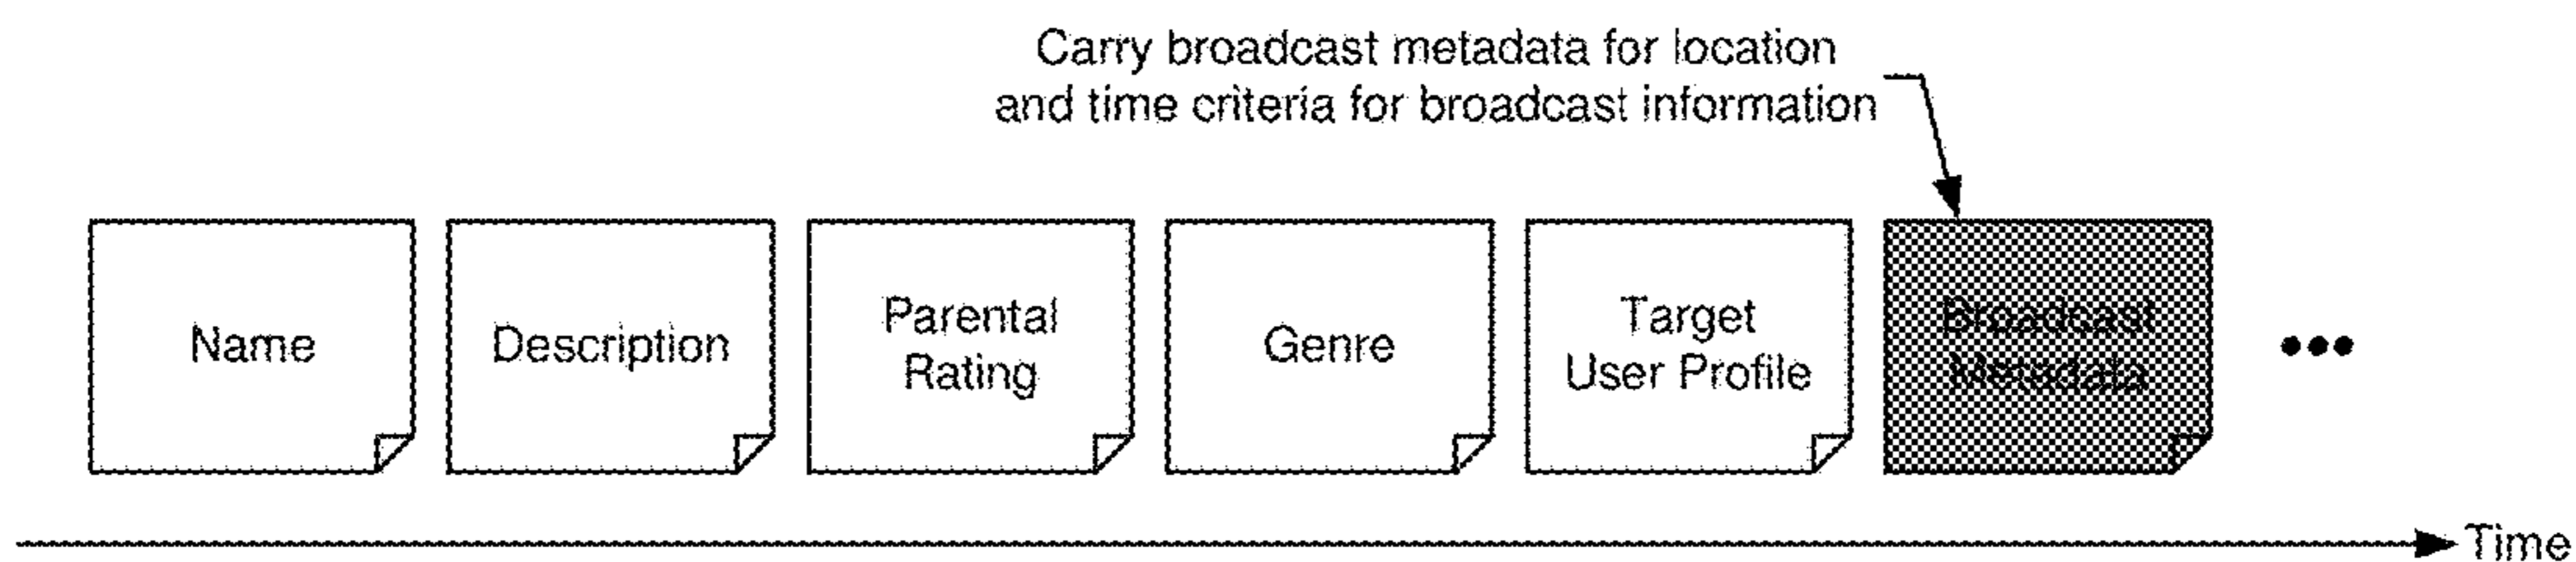 Carry broadcast metadata for location
and time criteria for broadcast information
Name
Description
Parental
Rating
Genre
Target
User Profile
Broadcast
Metadata
•••
Time